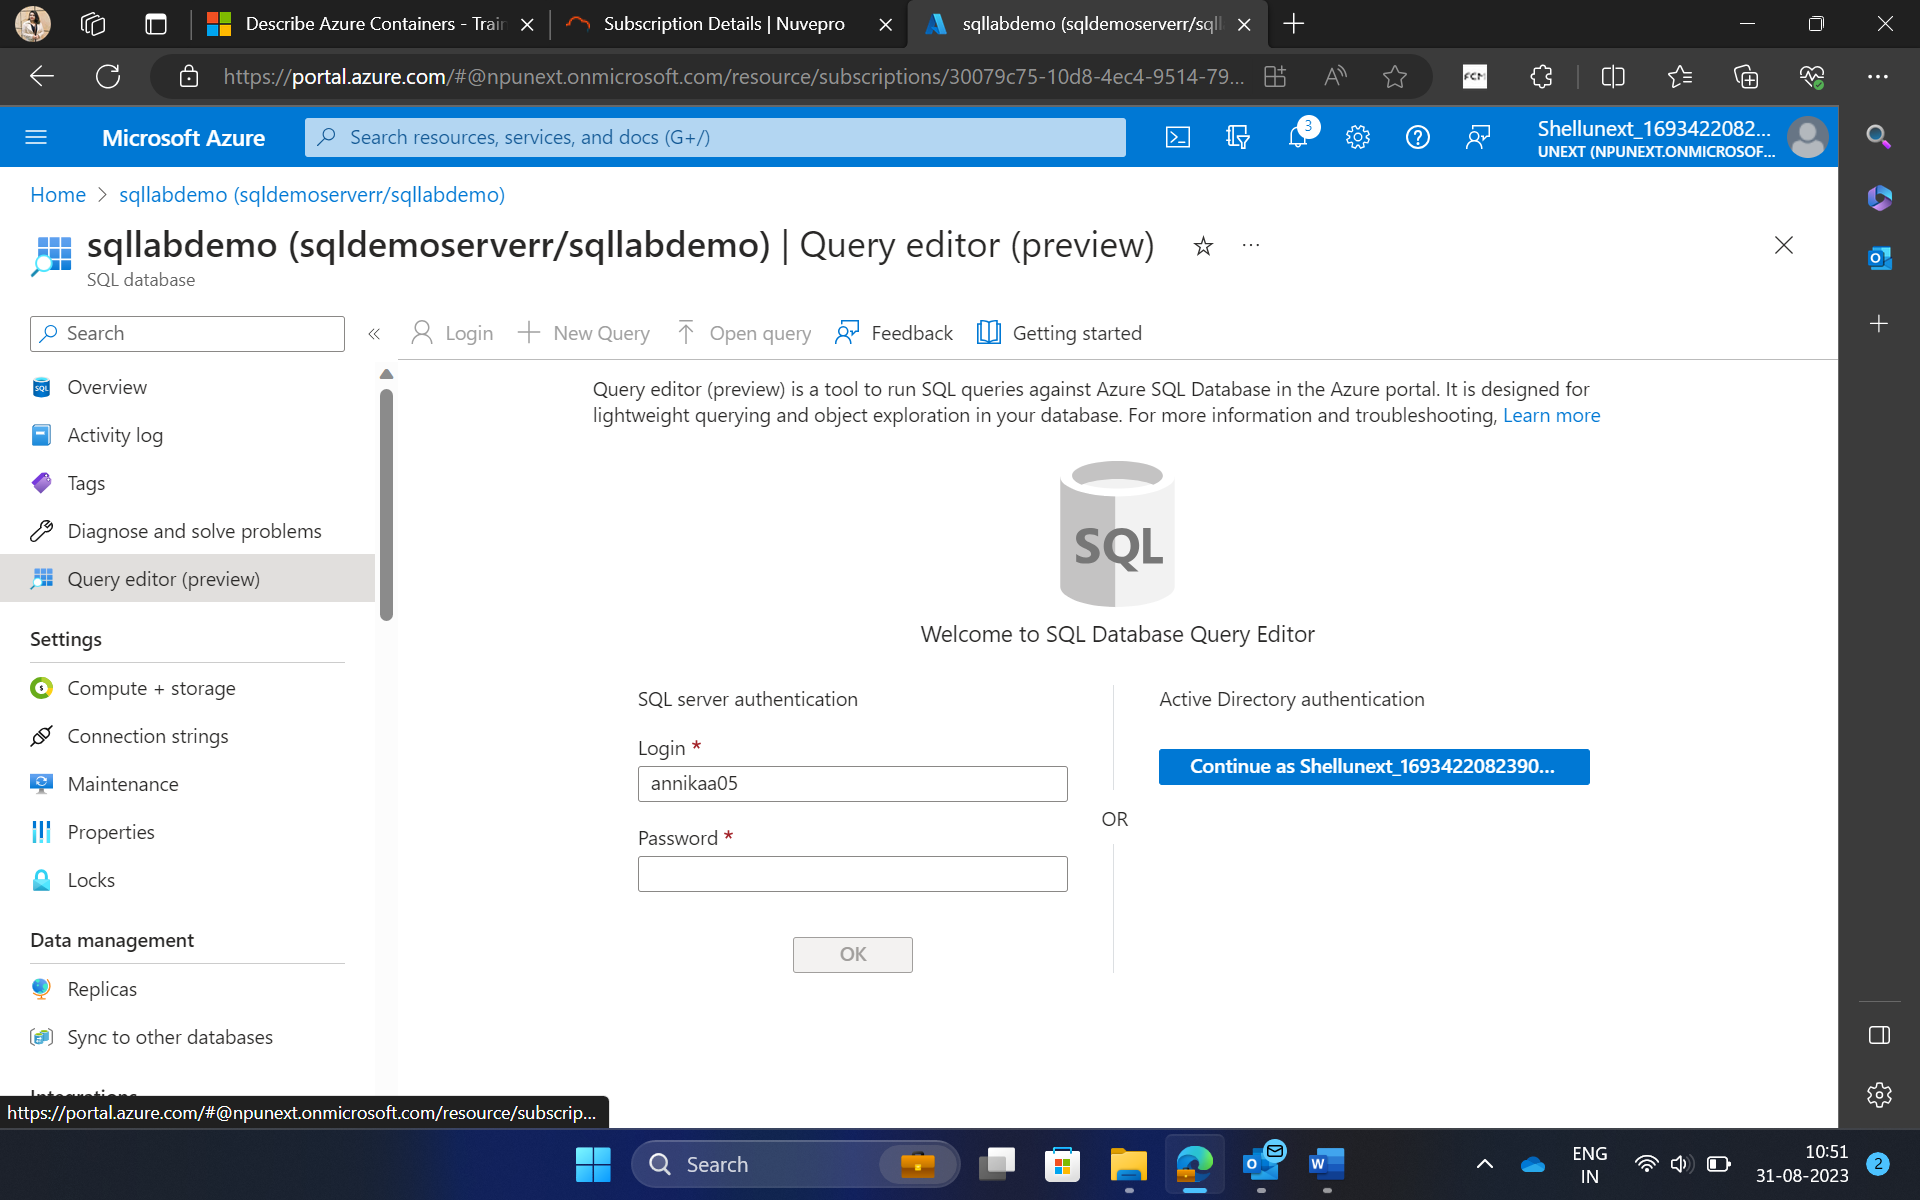 Describe Azure Containers - Train
Subscription Details | Nuvepro
sqllabdemo (sqldemoserverr/sqll
https://portal.azure.com/#@npunext.onmicrosoft.com/resource/subscriptions/30079c75-10d8-4ec4-9514-79...
FCM
Microsoft Azure
Search resources, services, and docs (G+/)
3
Shellunext_1693422082...
UNEXT (NPUNEXT.ONMICROSOF...
Home > sqllabdemo (sqldemoserverr/sqllabdemo)
sqllabdemo (sqldemoserverr/sqllabdemo) | Query editor (preview)
SQL database
Search
Login
New Query
Open query
Feedback
Getting started
Overview
Activity log
Tags
Diagnose and solve problems
Query editor (preview)
Settings
Compute + storage
Connection strings
Maintenance
Properties
Locks
Data management
Replicas
Sync to other databases
Query editor (preview) is a tool to run SQL queries against Azure SQL Database in the Azure portal. It is designed for
lightweight querying and object exploration in your database. For more information and troubleshooting, Learn more
SQL
Welcome to SQL Database Query Editor
SQL server authentication
Login *
annikaa05
Password *
OK
OR
Active Directory authentication
Continue as Shellunext_1693422082390...
Integrations
https://portal.azure.com/#@npunext.onmicrosoft.com/resource/subscrip...
Search
ENG
IN
10:51
31-08-2023
2